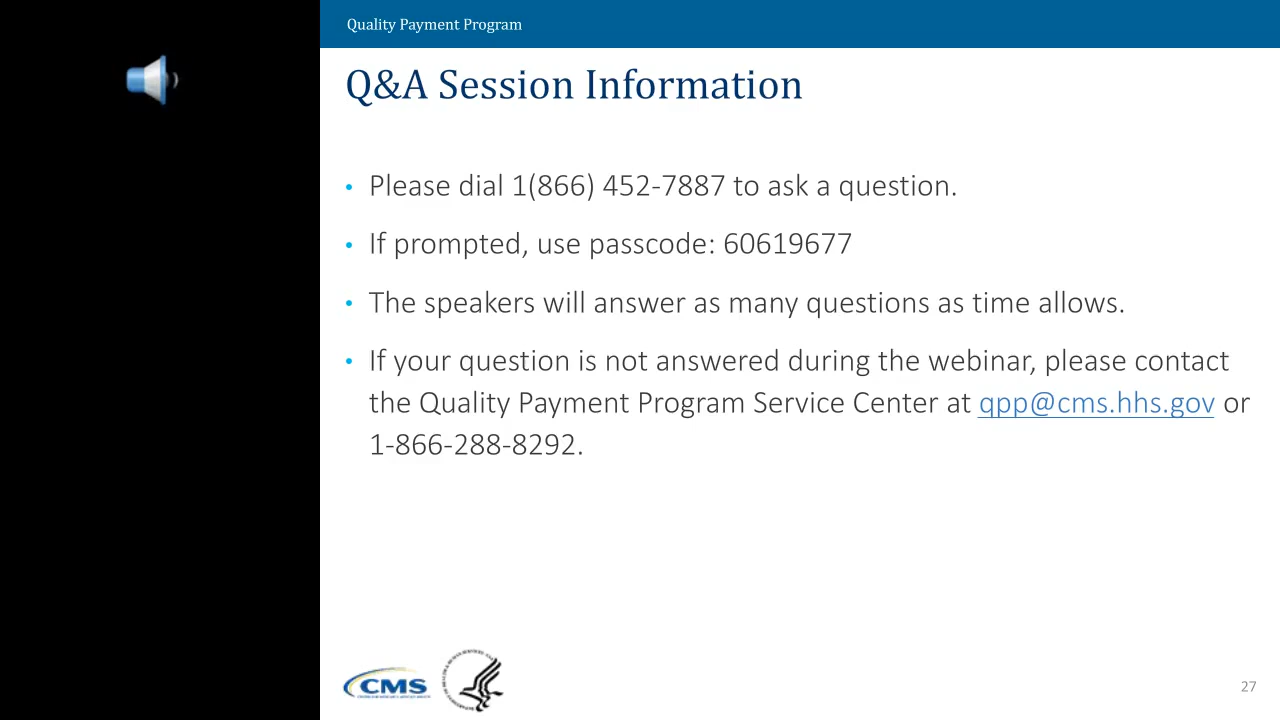 Quality Payment Program
Q&A Session Information
• Please dial 1(866) 452-7887 to ask a question.
• If prompted, use passcode: 60619677
• The speakers will answer as many questions as time allows.
• If your question is not answered during the webinar, please contact
the Quality Payment Program Service Center at qpp@cms.hhs.gov or
1-866-288-8292.
CMS
27